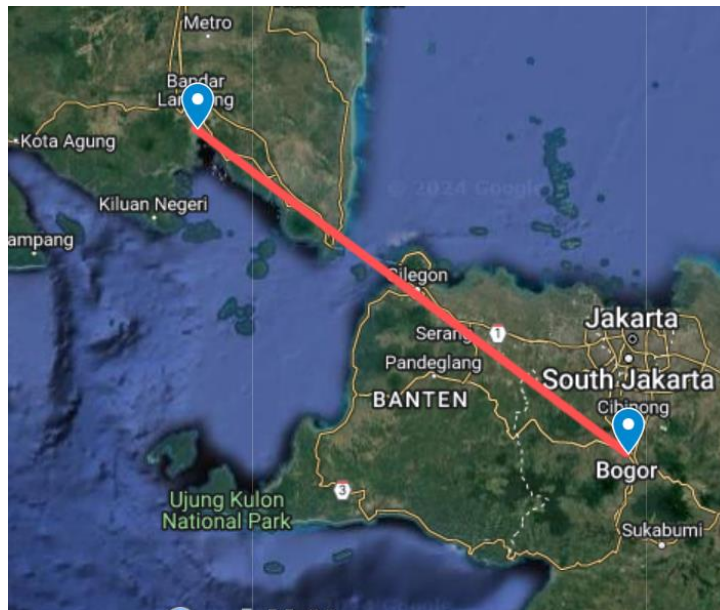 Metro
Bandar
Kota Agung
Kiluan Negeri
ampang
© 2024 Google
Cilegon
Serang
1
Jakarta
Pandeglang
South Jakarta
BANTEN
Cibinong
Bogor
3
Ujung Kulon
National Park
Sukabumi